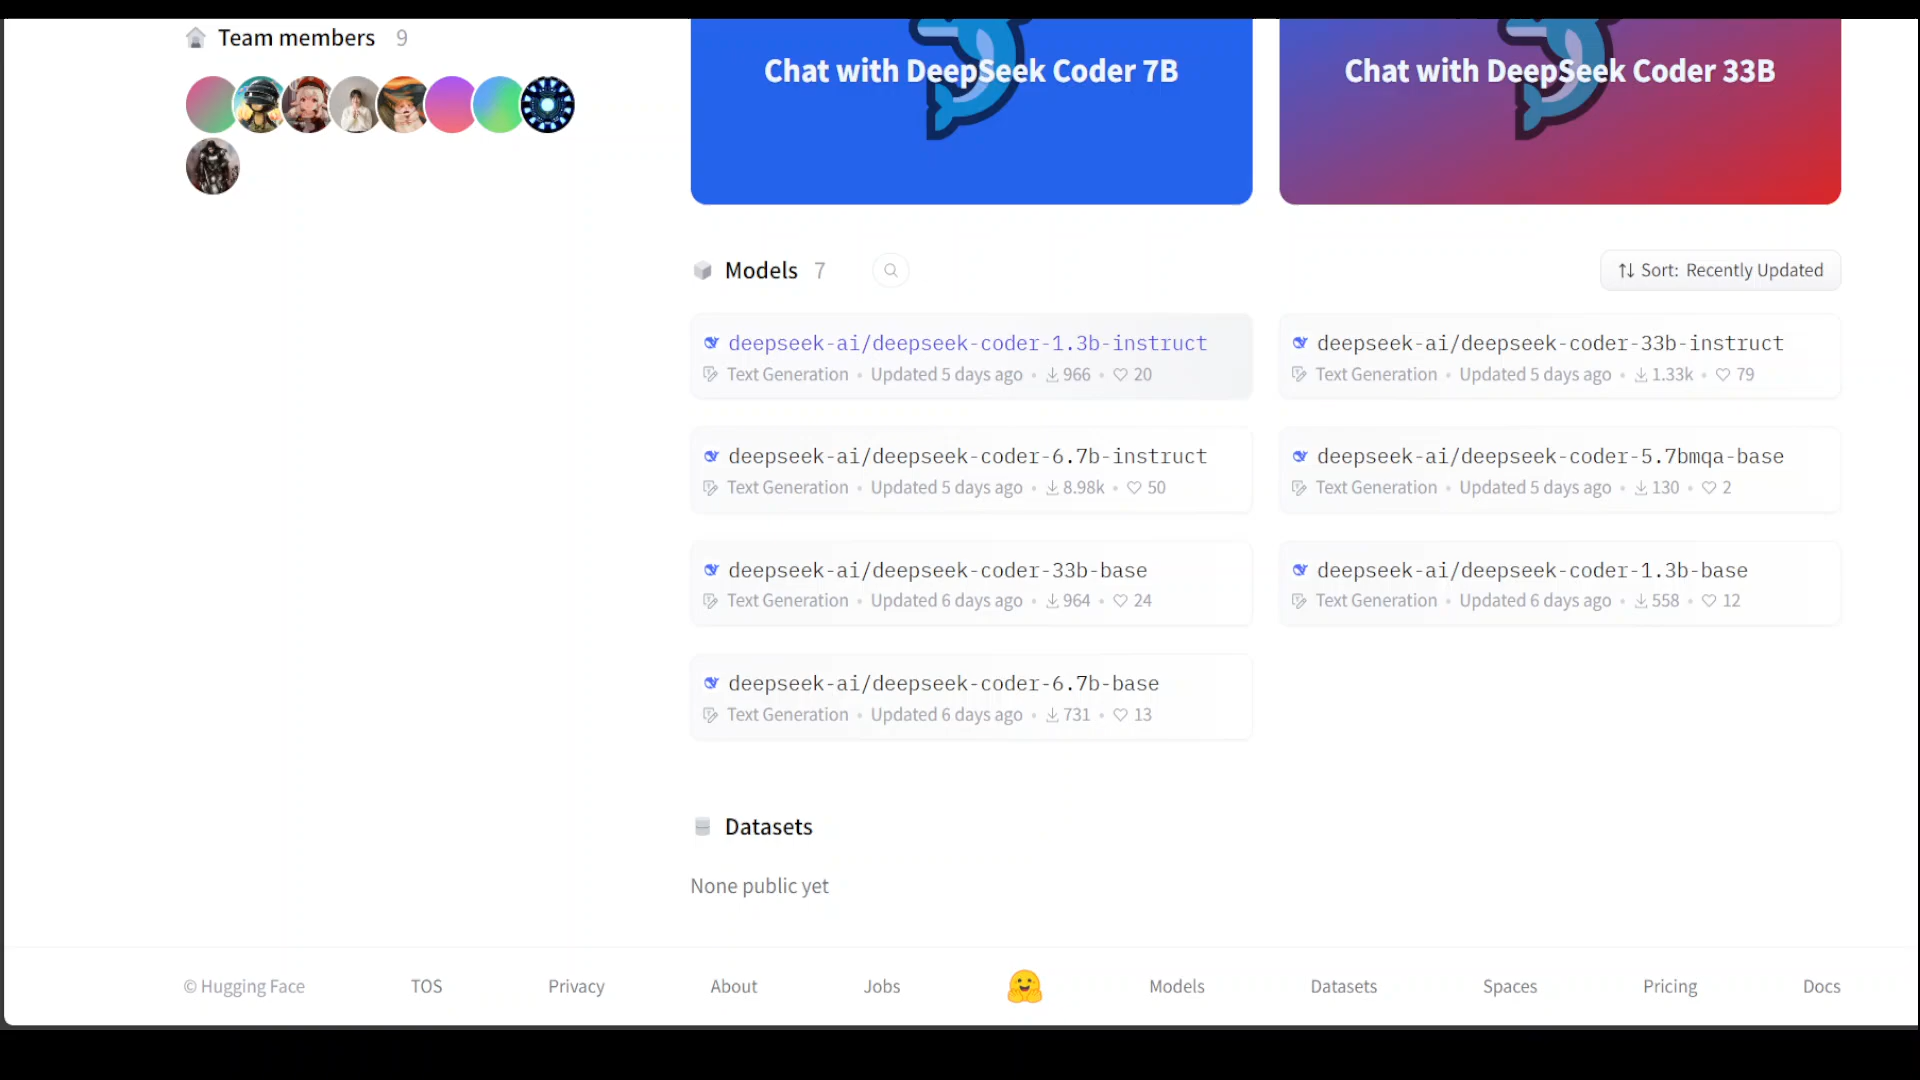 Team members 9
Chat with DeepSeek Coder 7B
Chat with DeepSeek Coder 33B
Models 7
Sort: Recently Updated
deepseek-ai/deepseek-coder-1.3b-instruct
Text Generation • Updated 5 days ago • 966 • 20
deepseek-ai/deepseek-coder-33b-instruct
Text Generation • Updated 5 days ago • 1.33k • 79
deepseek-ai/deepseek-coder-6.7b-instruct
Text Generation • Updated 5 days ago • 8.98k • 50
deepseek-ai/deepseek-coder-5.7bmqa-base
Text Generation • Updated 5 days ago • 130 • 2
deepseek-ai/deepseek-coder-33b-base
Text Generation • Updated 6 days ago • 964 • 24
deepseek-ai/deepseek-coder-1.3b-base
Text Generation • Updated 6 days ago • 558 • 12
deepseek-ai/deepseek-coder-6.7b-base
Text Generation • Updated 6 days ago • 731 • 13
Datasets
None public yet
© Hugging Face TOS Privacy About Jobs Models Datasets Spaces Pricing Docs